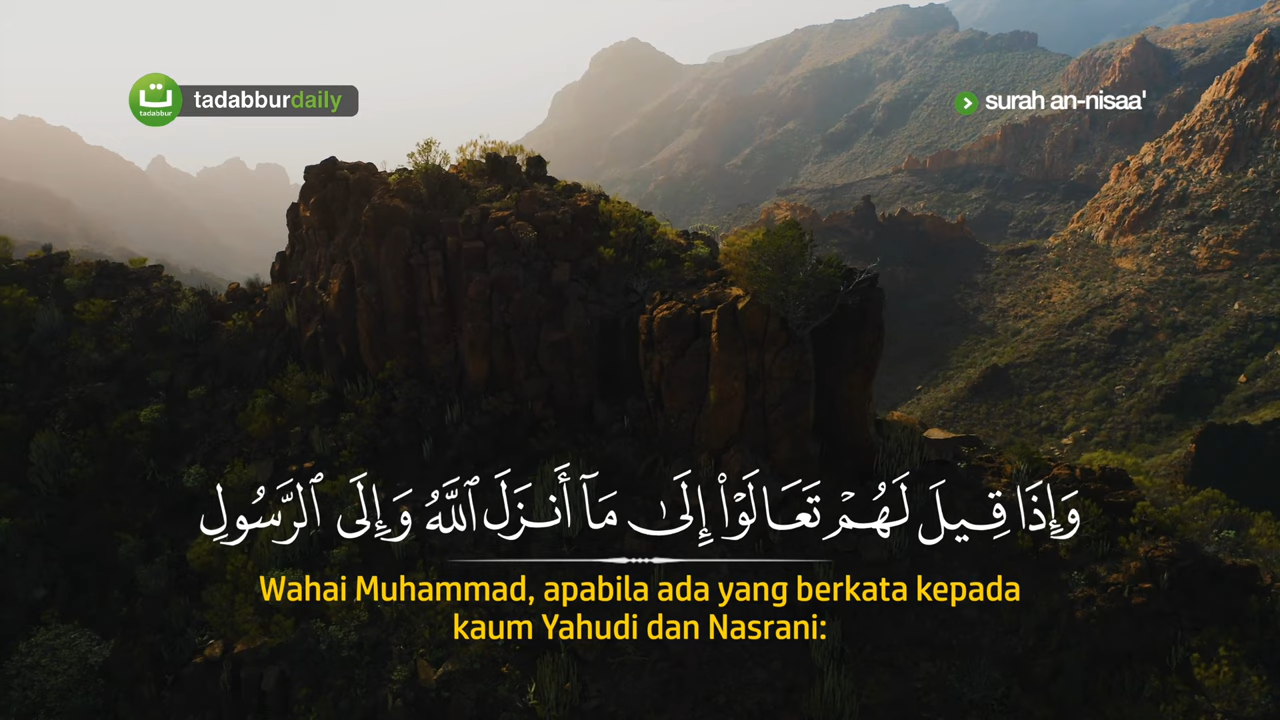 ت
tadabbur
tadabburdaily
surah an-nisaa'
وَإِذَا قِيلَ لَهُمْ تَعَالَوْا۟ إِلَىٰ مَآ أَنزَلَ ٱللَّهُ وَإِلَى ٱلرَّسُولِ
Wahai Muhammad, apabila ada yang berkata kepada
kaum Yahudi dan Nasrani: